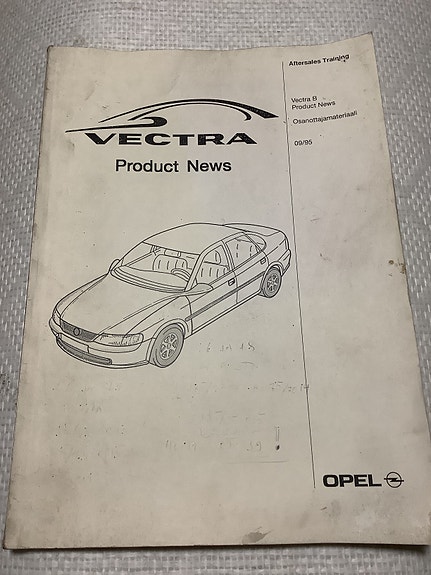 Aftersales Training
Vectra B
Product News
Osanottajamateriaali
09/95
VECTRA
Product News
OPEL